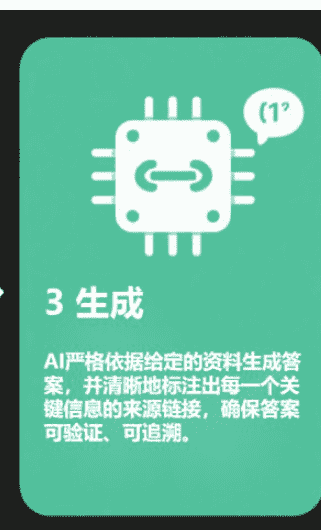 (1?
3 生成
AI严格依据给定的资料生成答
案，并清晰地标注出每一个关
键信息的来源链接，确保答案
可验证、可追溯。